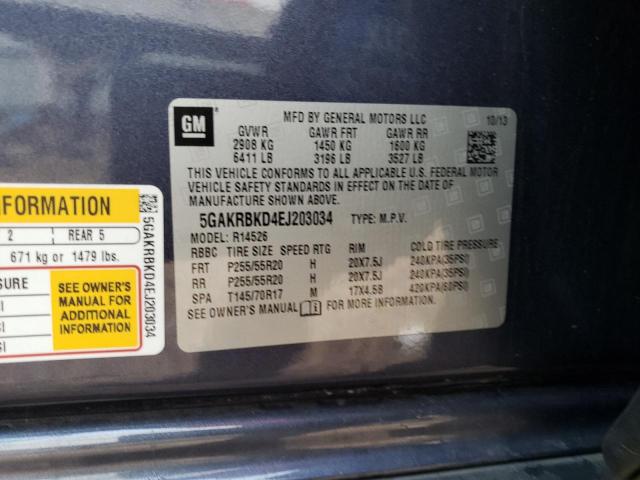 GM
MFD BY GENERAL MOTORS LLC 10/13
GVWR GAWR FRT GAWR RR
2908 KG 1450 KG 1600 KG
6411 LB 3196 LB 3527 LB
THIS VEHICLE CONFORMS TO ALL APPLICABLE U.S. FEDERAL MOTOR
VEHICLE SAFETY STANDARDS IN EFFECT ON THE DATE OF
MANUFACTURE SHOWN ABOVE.
5GAKRBKD4EJ203034 TYPE: M.P.V.
MODEL: R14526
RBBC TIRE SIZE SPEED RTG RIM COLD TIRE PRESSURE
FRT P255/55R20 H 20X7.5J 240KPA(35PSI)
RR P255/55R20 H 20X7.5J 240KPA(35PSI)
SPA T145/70R17 M 17X4.5B 420KPA(60PSI)
SEE OWNER'S MANUAL FOR MORE INFORMATION.
NFORMATION
2 REAR 5
671 kg or 1479 lbs.
SURE
SEE OWNER'S
MANUAL FOR
ADDITIONAL
INFORMATION
SI
SI
SI
5GAKRBKD4EJ203034